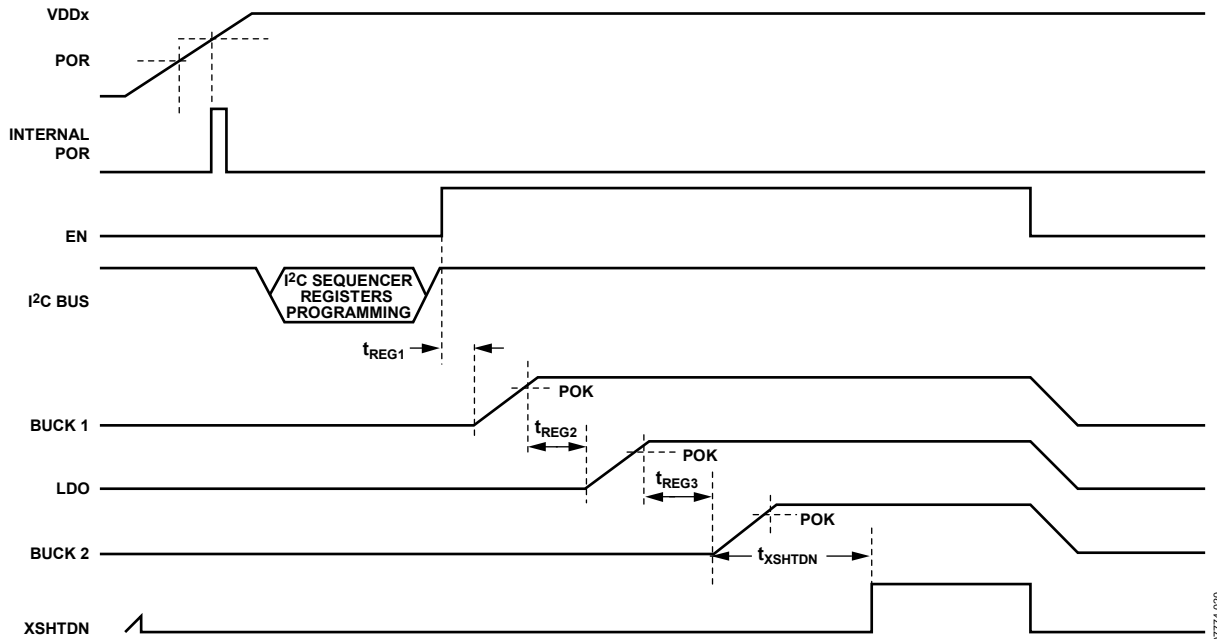 VDDx
POR
INTERNAL
POR
EN
I²C BUS
I²C SEQUENCER
REGISTERS
PROGRAMMING
tREG1
POK
BUCK 1
tREG2
POK
LDO
tREG3
POK
BUCK 2
tXSHTDN
XSHTDN